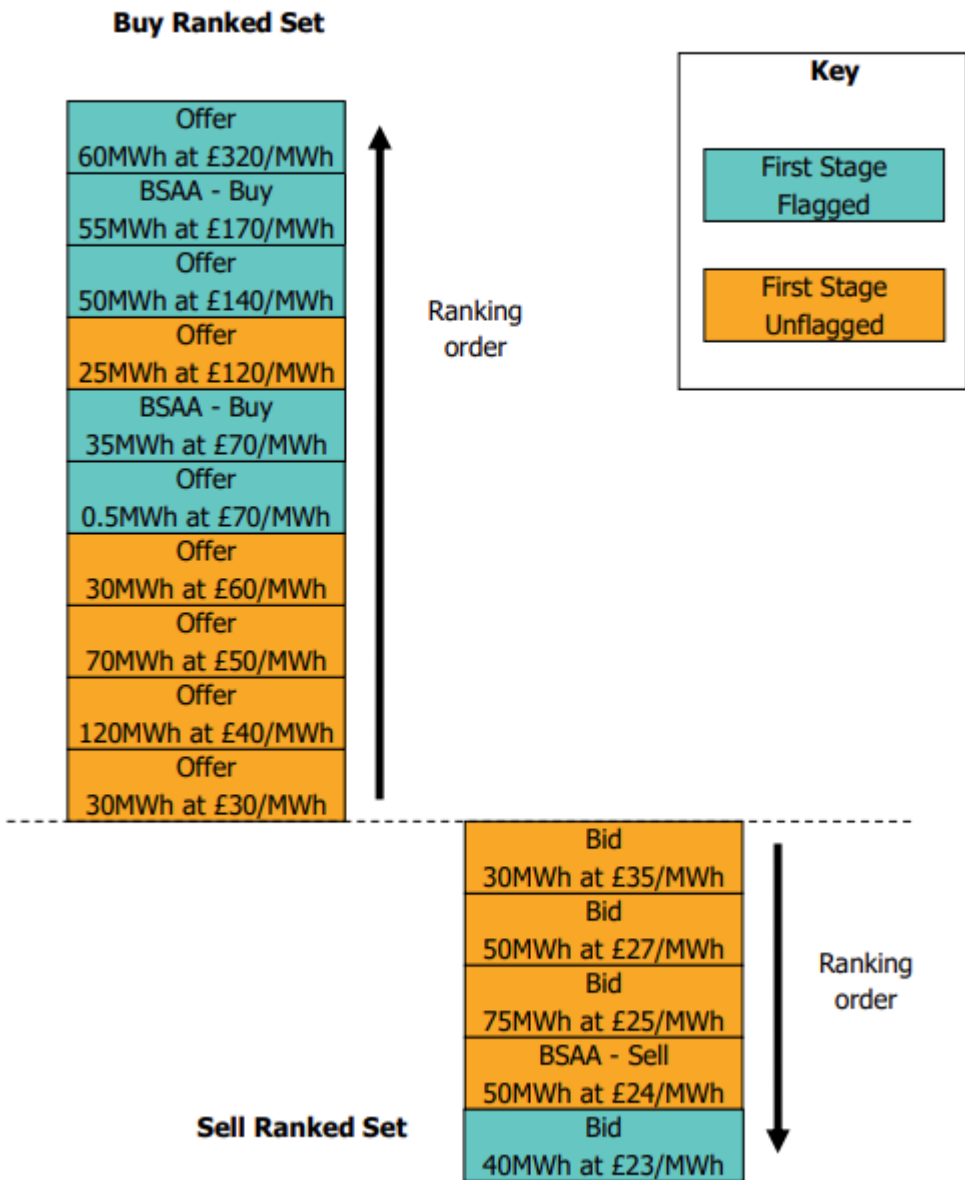 Buy Ranked Set
Offer
60MWh at £320/MWh
BSAA - Buy
55MWh at £170/MWh
Offer
50MWh at £140/MWh
Offer
25MWh at £120/MWh
BSAA - Buy
35MWh at £70/MWh
Offer
0.5MWh at £70/MWh
Offer
30MWh at £60/MWh
Offer
70MWh at £50/MWh
Offer
120MWh at £40/MWh
Offer
30MWh at £30/MWh
Ranking
order
Key
First Stage
Flagged
First Stage
Unflagged
Bid
30MWh at £35/MWh
Bid
50MWh at £27/MWh
Bid
75MWh at £25/MWh
BSAA - Sell
50MWh at £24/MWh
Bid
40MWh at £23/MWh
Ranking
order
Sell Ranked Set